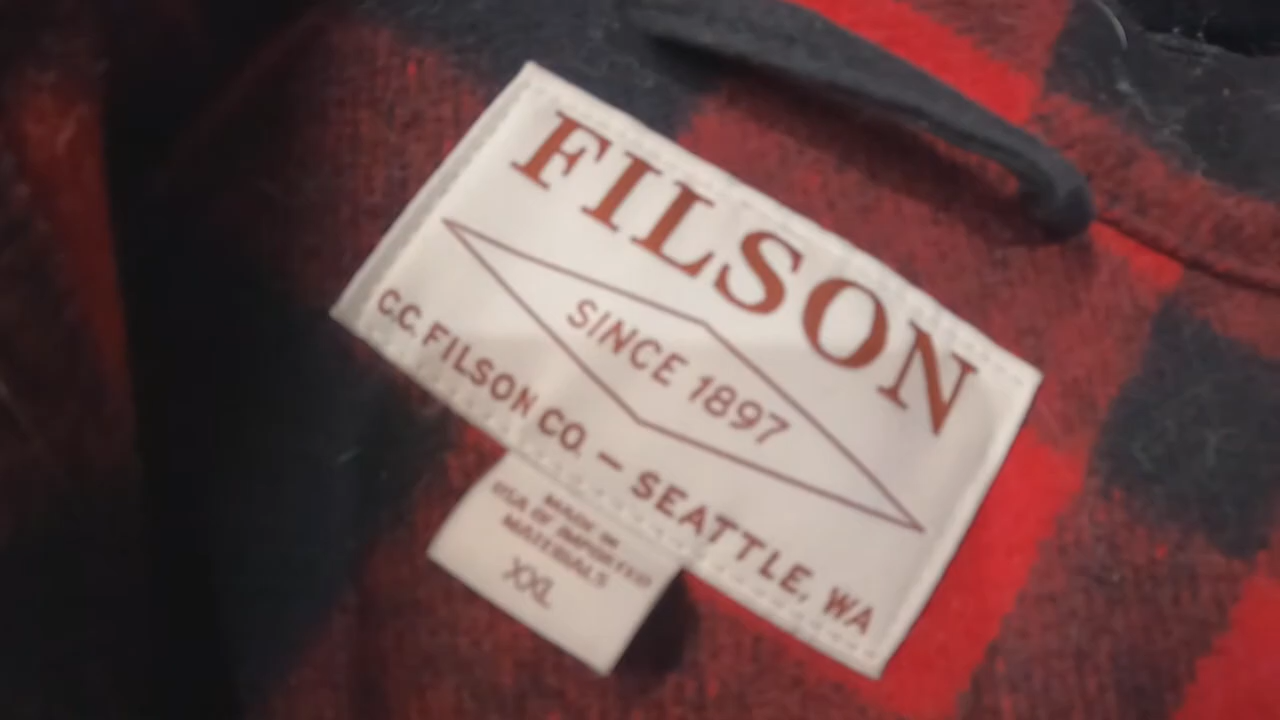 FILSON
SINCE 1897
C.C. FILSON CO. — SEATTLE, WA
MADE IN
USA OF IMPORTED
MATERIALS
XXL